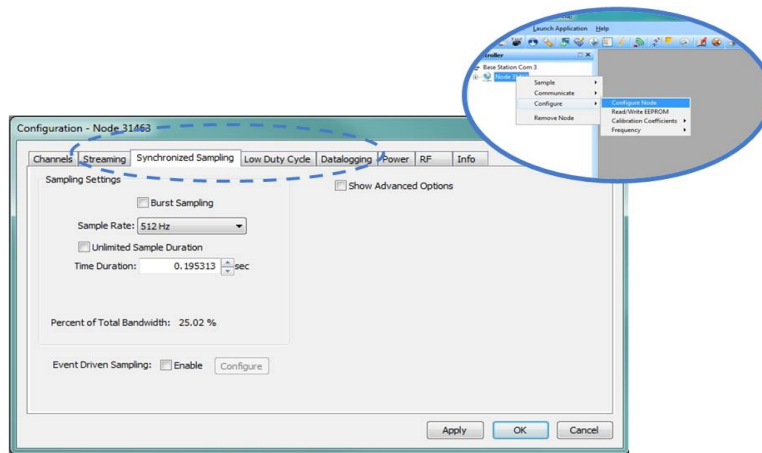 Launch Application Help
Base Station Com 3
Node
Sample
Communicate
Configure
Remove Node
Configure Node
Read/Write EEPROM
Calibration Coefficients
Frequency
Configuration - Node 31463
Channels Streaming Synchronized Sampling Low Duty Cycle Datalogging Power RF Info
Sampling Settings
Show Advanced Options
Burst Sampling
Sample Rate: 512 Hz
Unlimited Sample Duration
Time Duration: 0.195313 sec
Percent of Total Bandwidth: 25.02 %
Event Driven Sampling: Enable Configure
Apply OK Cancel